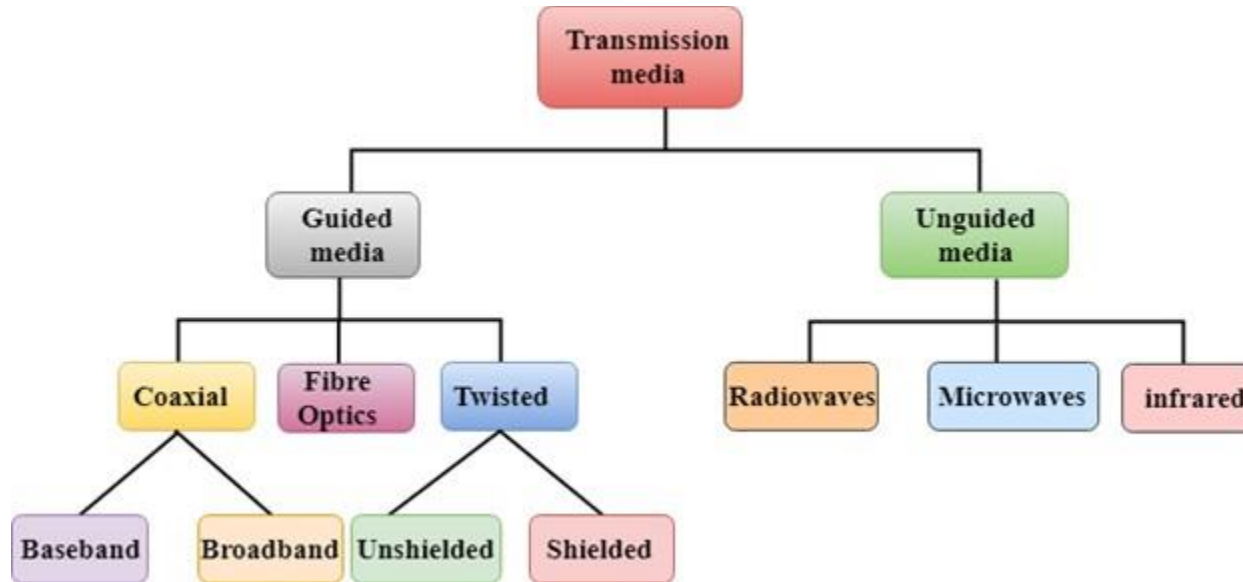 Transmission
media
Guided
media
Unguided
media
Coaxial
Fibre
Optics
Twisted
Radiowaves
Microwaves
infrared
Baseband
Broadband
Unshielded
Shielded